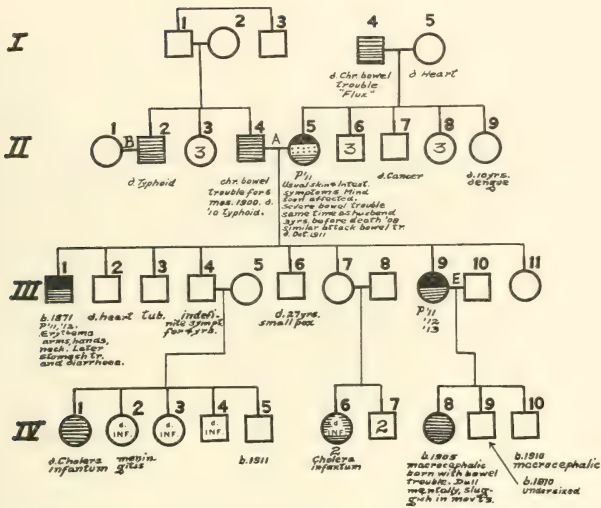 I
1
2
3
4
5
d. Chr. bowel
trouble
"Flux"
d Heart
II
1
B
2
3
3
4
A
5
6
3
7
8
3
9
d. Typhoid
chr. bowel
trouble for 6
mos. 1900. d.
'10 Typhoid.
P'11
Usual skin & Intest.
symptoms Mind
soon affected.
Severe bowel trouble
same time as husband
3 yrs. before death '08
similar attack bowel tr.
d. Oct. 1911
d. Cancer
d. 10 yrs.
dengue
III
1
2
3
4
5
6
7
8
9
E
10
11
b. 1871
P'11, '12.
Erythema
arms, hands,
neck. Later
Stomach tr.
and diarrhoea.
d. heart
tub.
indefi-
nite sympt
for 4 yrs.
d. 27 yrs.
small pox
P'11
'12
'13
IV
1
2
d.
INF.
3
d.
INF.
4
d.
INF.
5
6
d.
INF.
7
2
8
9
10
d. Cholera
infantum
menin
gitis
b. 1911
2
Cholera
infantum
b. 1905
macrocephalic
born with bowel
trouble. Dull
mentally, slug-
gish in movts.
b. 1910
macrocephalic
b. 1910
undersized